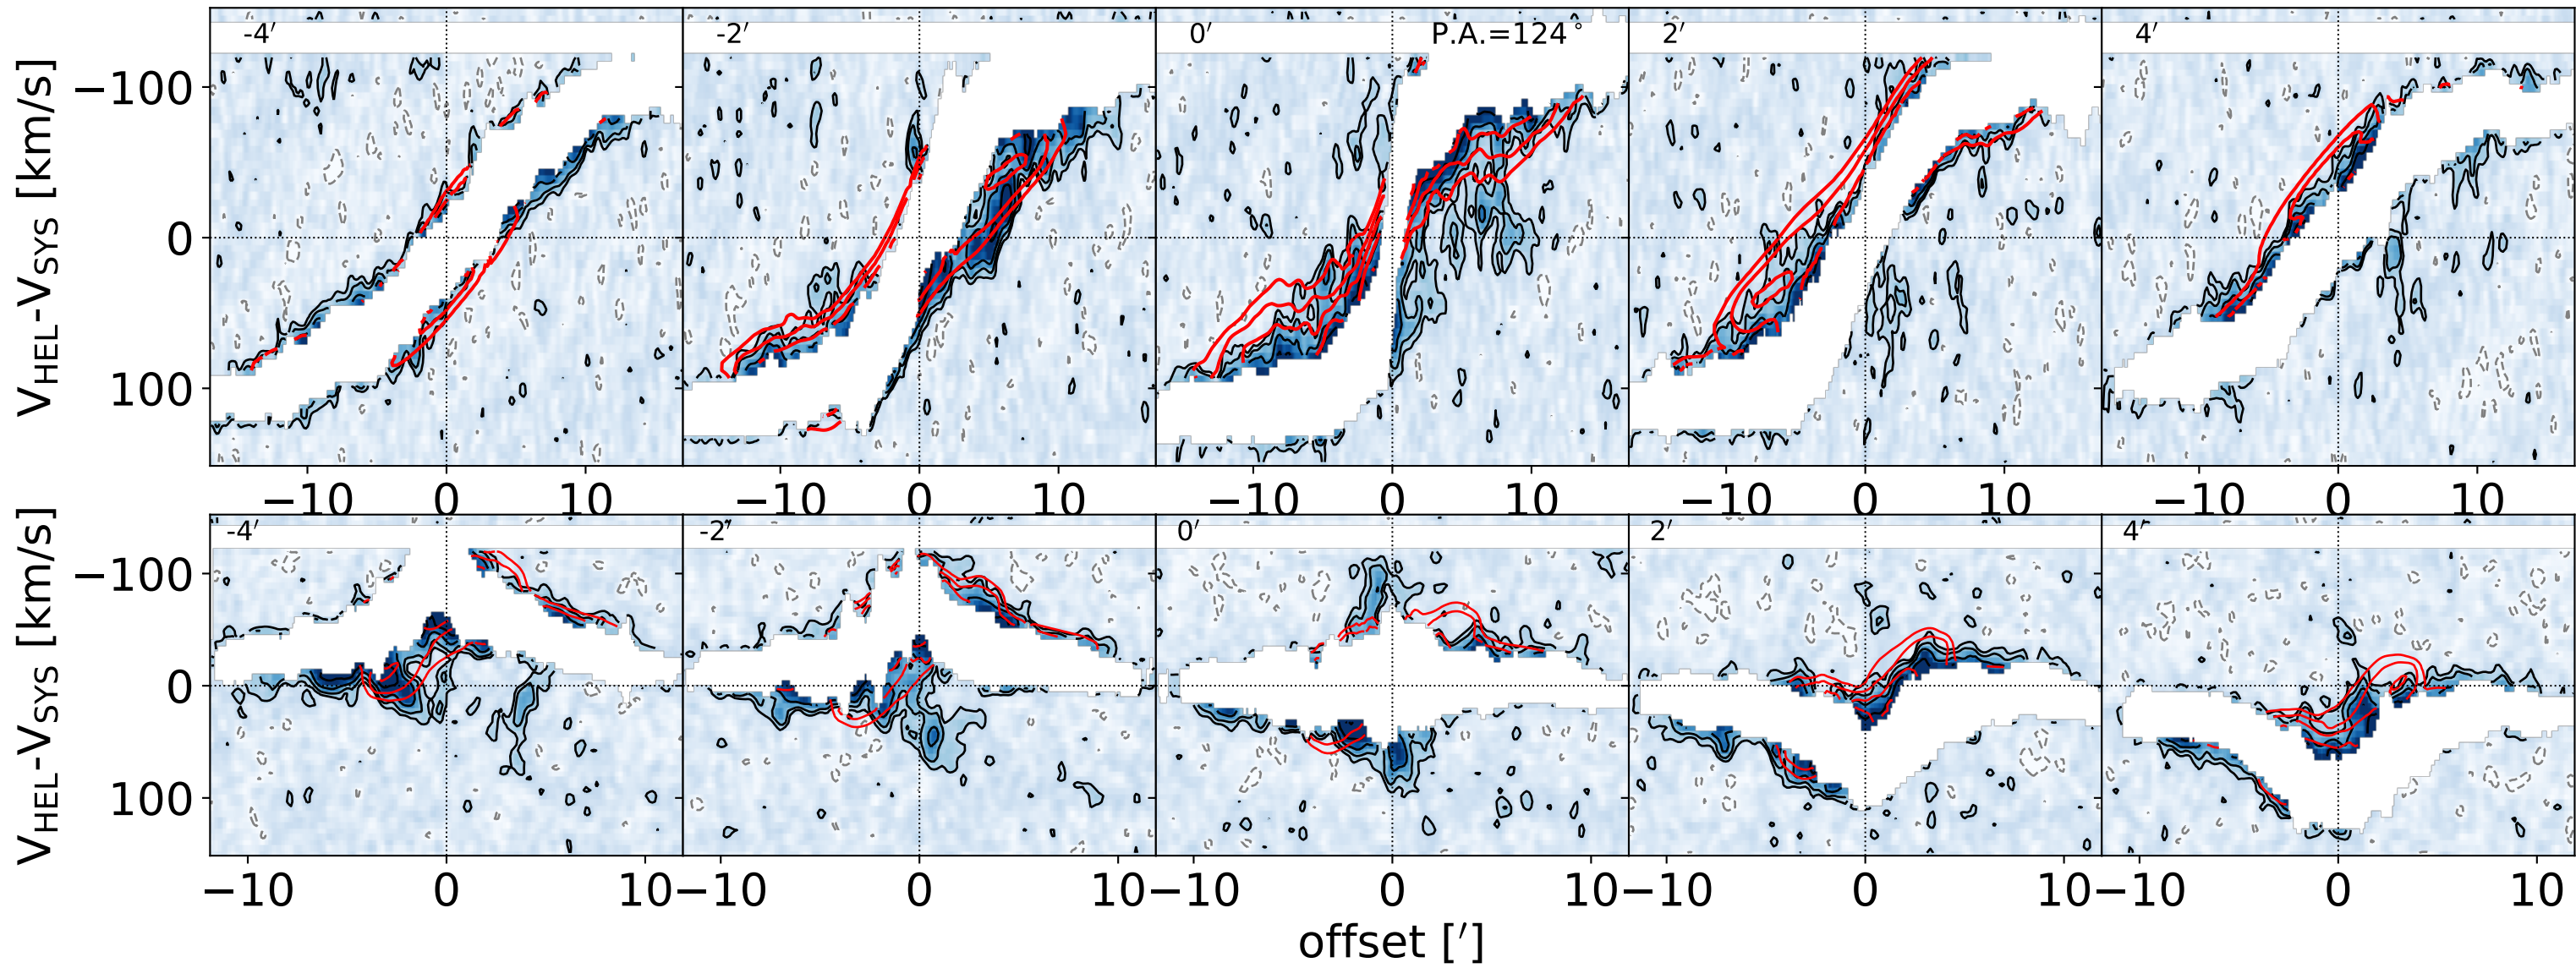 -4′ -2′ 0′ P.A.=124° 2′ 4′
V_HEL-V_SYS [km/s]
−100
0
100
−10 0 10 −10 0 10 −10 0 10 −10 0 10 −10 0 10
-4′ -2′ 0′ 2′ 4′
V_HEL-V_SYS [km/s]
−100
0
100
−10 0 10 −10 0 10 −10 0 10 −10 0 10 −10 0 10
offset [′]